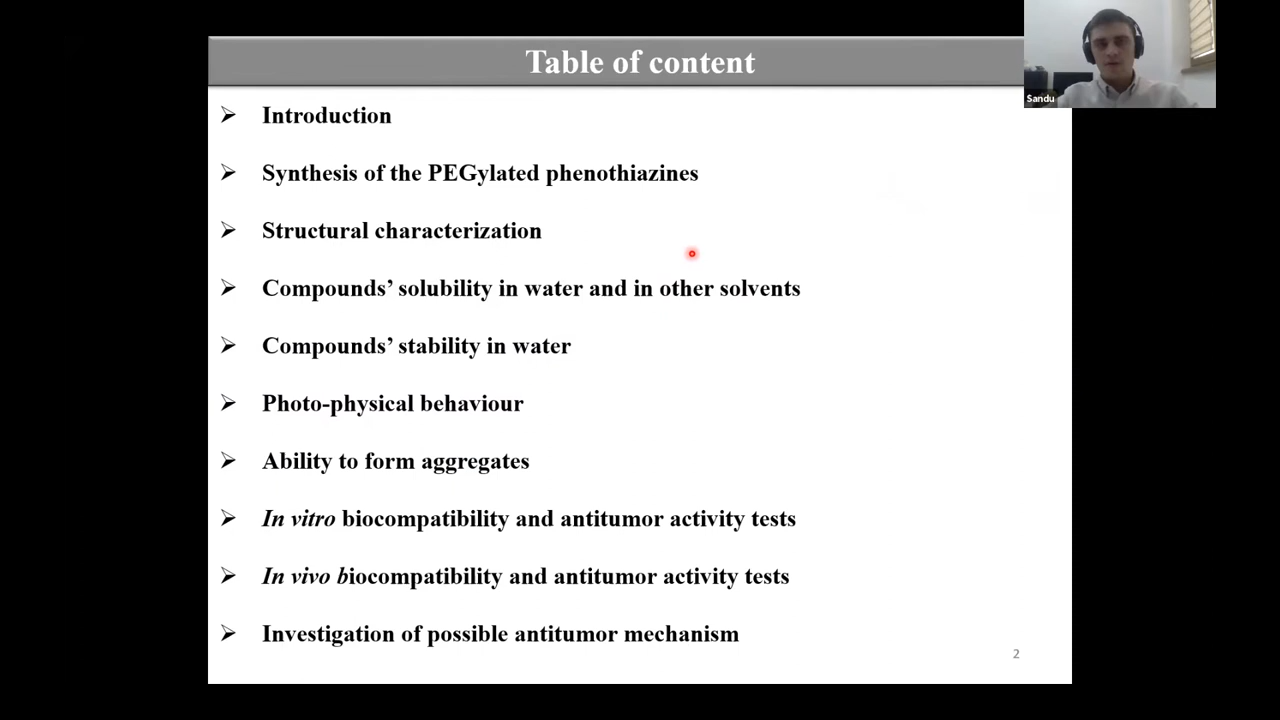 Table of content
Sandu
➢ Introduction
➢ Synthesis of the PEGylated phenothiazines
➢ Structural characterization
➢ Compounds’ solubility in water and in other solvents
➢ Compounds’ stability in water
➢ Photo-physical behaviour
➢ Ability to form aggregates
➢ In vitro biocompatibility and antitumor activity tests
➢ In vivo biocompatibility and antitumor activity tests
➢ Investigation of possible antitumor mechanism
2